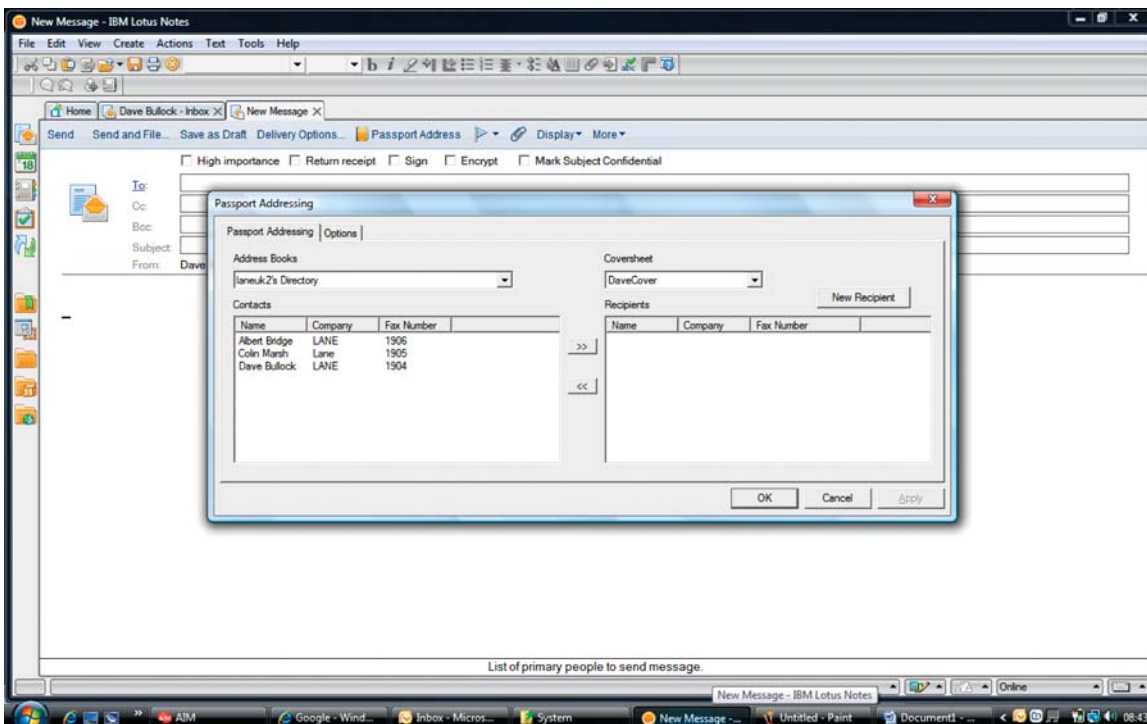 New Message - IBM Lotus Notes
File Edit View Create Actions Text Tools Help
Home Dave Bullock - Inbox New Message
Send Send and File... Save as Draft Delivery Options... Passport Address Display More
18 High importance Return receipt Sign Encrypt Mark Subject Confidential
To:
Cc:
Bcc:
Subject:
From: Dave
Passport Addressing
Passport Addressing Options
Address Books Coversheet
laneuk2's Directory DaveCover
New Recipient
Contacts Recipients
Name Company Fax Number Name Company Fax Number
Albert Bridge LANE 1906
Colin Marsh Lane 1905
Dave Bullock LANE 1904
>>
<<
OK Cancel Apply
List of primary people to send message.
New Message - IBM Lotus Notes Online
AIM Google - Wind... Inbox - Micros... System New Message -... Untitled - Paint Document1 - ...